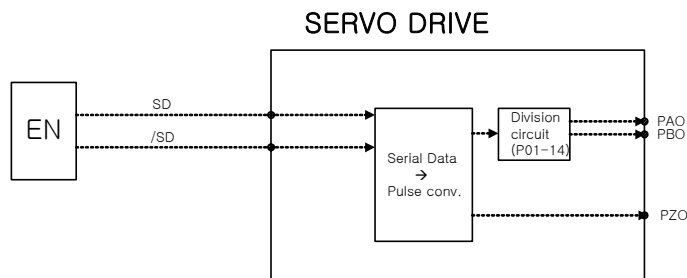 SERVO DRIVE
EN
SD
/SD
Serial Data
→
Pulse conv.
Division
circuit
(P01-14)
PAO
PBO
PZO